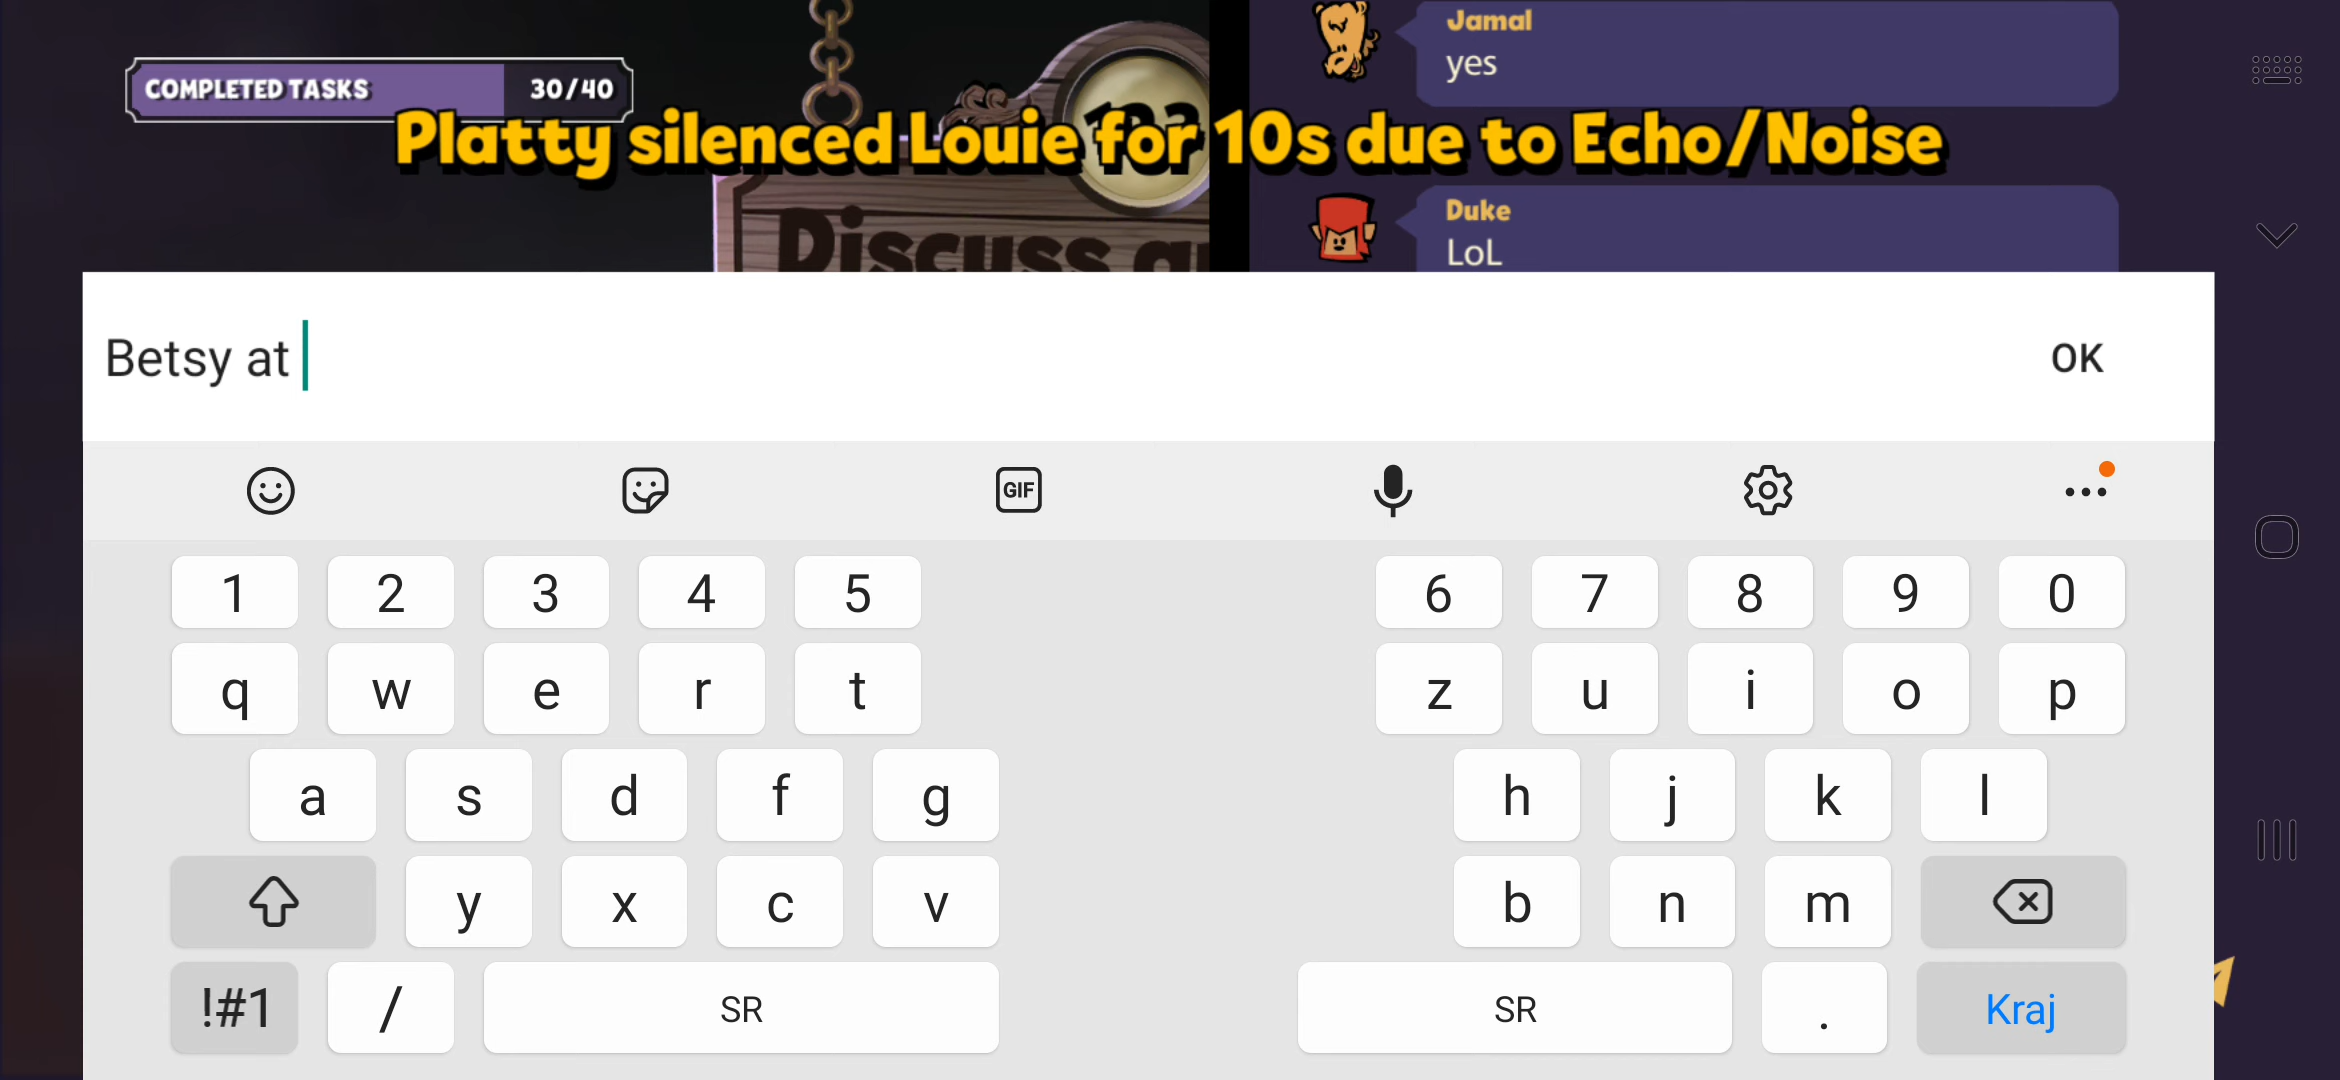 COMPLETED TASKS 30/40
Jamal
yes
Platty silenced Louie for 10s due to Echo/Noise
Duke
LoL
Discuss
Betsy at
OK
GIF
1 2 3 4 5 6 7 8 9 0
q w e r t z u i o p
a s d f g h j k l
y x c v b n m
!#1 / SR SR . Kraj